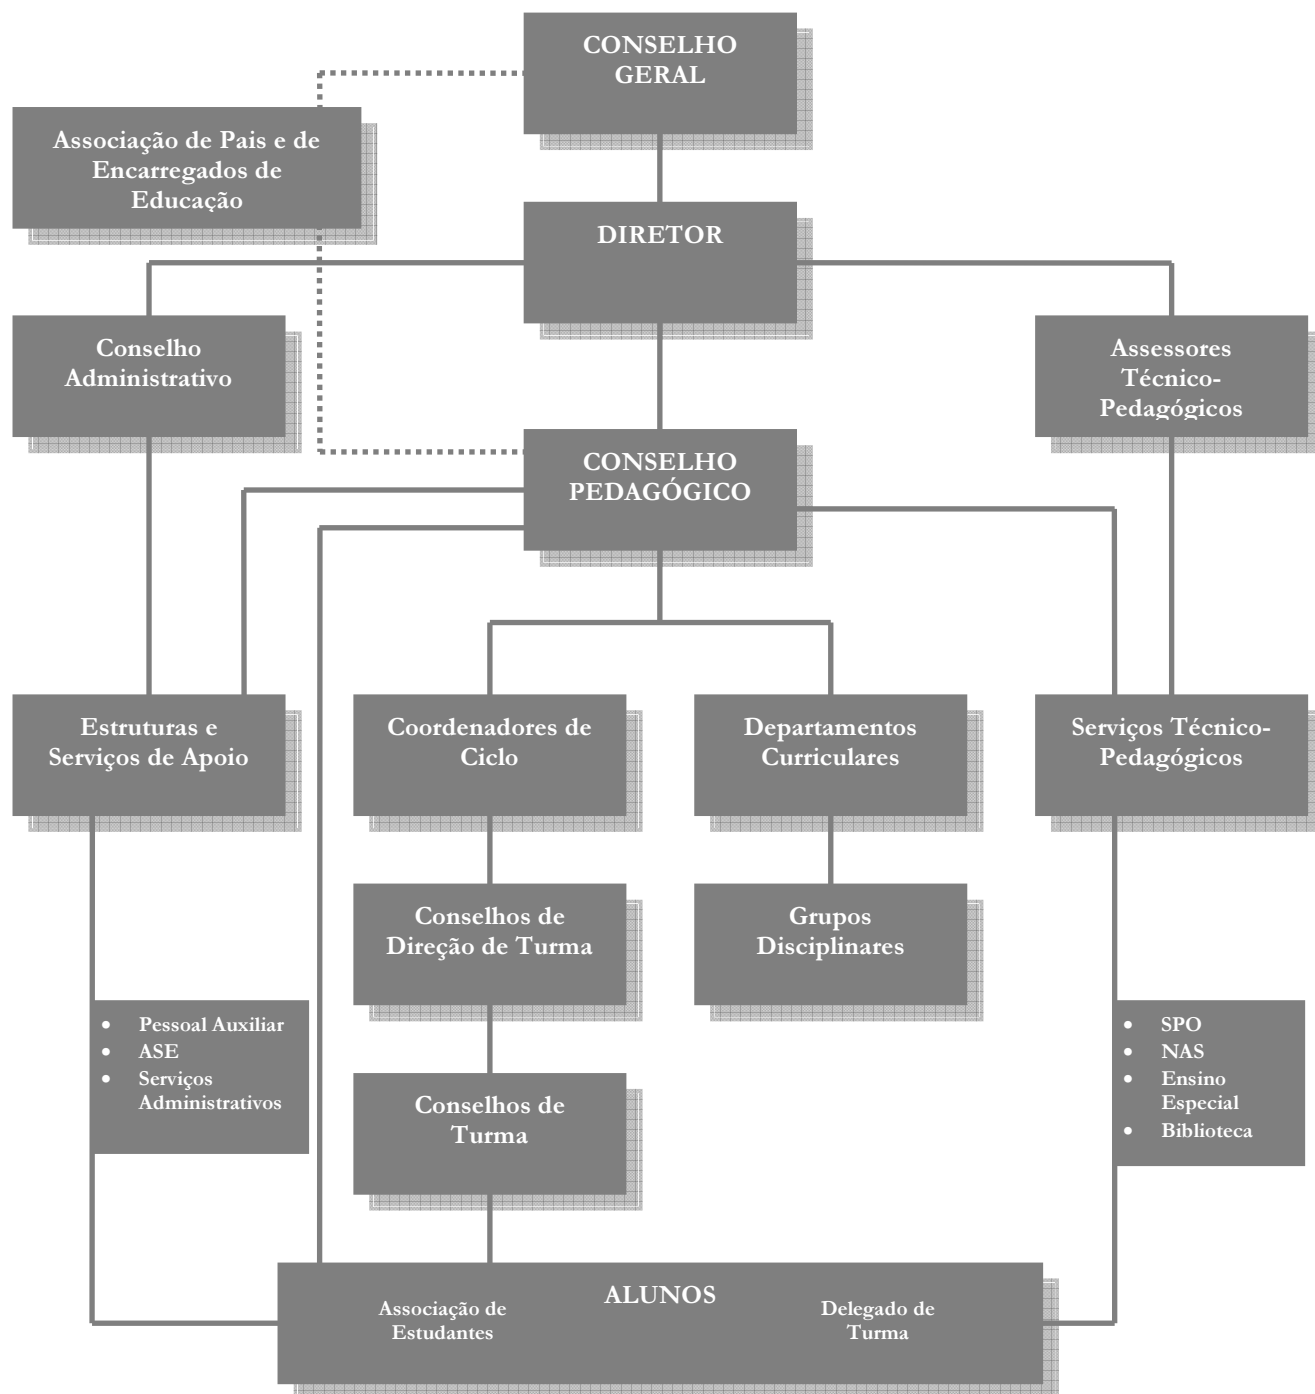 CONSELHO
GERAL
Associação de Pais e de
Encarregados de
Educação
DIRETOR
Conselho
Administrativo
Assessores
Técnico-
Pedagógicos
CONSELHO
PEDAGÓGICO
Estruturas e
Serviços de Apoio
Coordenadores de
Ciclo
Departamentos
Curriculares
Serviços Técnico-
Pedagógicos
Conselhos de
Direção de Turma
Grupos
Disciplinares
• Pessoal Auxiliar
• ASE
• Serviços
Administrativos
• SPO
• NAS
• Ensino
Especial
• Biblioteca
Conselhos de
Turma
ALUNOS
Associação de
Estudantes
Delegado de
Turma